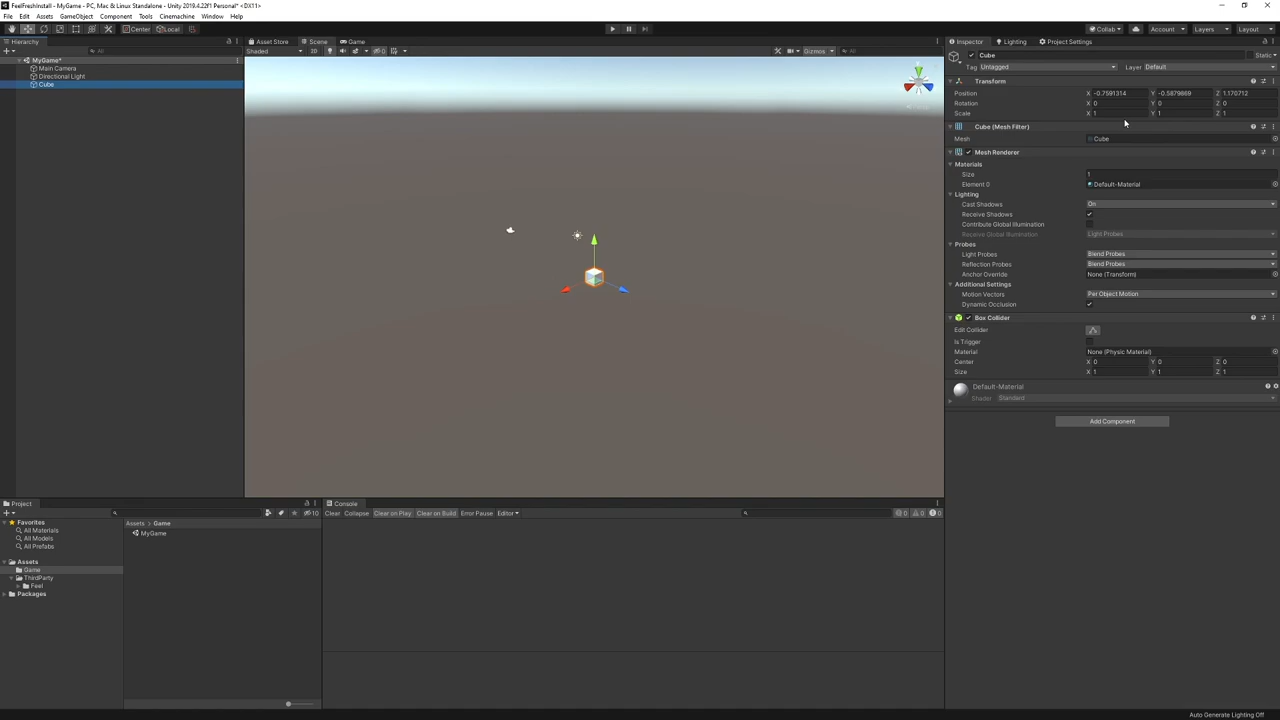 FeelFreshInstall - MyGame - PC, Mac & Linux Standalone - Unity 2019.4.22f1 Personal* <DX11>
File Edit Assets GameObject Component Tools Cinemachine Window Help
Center Local Collab Account Layers Layout
Hierarchy
All
MyGame*
Main Camera
Directional Light
Cube
Asset Store Scene Game
Shaded 2D 0 Gizmos All
Inspector Lighting Project Settings
Cube Static
Tag Untagged Layer Default
Transform
Position X -0.7591314 Y -0.5879869 Z 1.170712
Rotation X 0 Y 0 Z 0
Scale X 1 Y 1 Z 1
Cube (Mesh Filter)
Mesh Cube
Mesh Renderer
Materials
Size 1
Element 0 Default-Material
Lighting
Cast Shadows On
Receive Shadows
Contribute Global Illumination
Receive Global Illumination Light Probes
Probes
Light Probes Blend Probes
Reflection Probes Blend Probes
Anchor Override None (Transform)
Additional Settings
Motion Vectors Per Object Motion
Dynamic Occlusion
Box Collider
Edit Collider
Is Trigger
Material None (Physic Material)
Center X 0 Y 0 Z 0
Size X 1 Y 1 Z 1
Default-Material
Shader Standard
Add Component
Project
10
Favorites
All Materials
All Models
All Prefabs
Assets
Game
ThirdParty
Feel
Packages
Assets > Game
MyGame
Console
Clear Collapse Clear on Play Clear on Build Error Pause Editor 0 0 0
Auto Generate Lighting Off